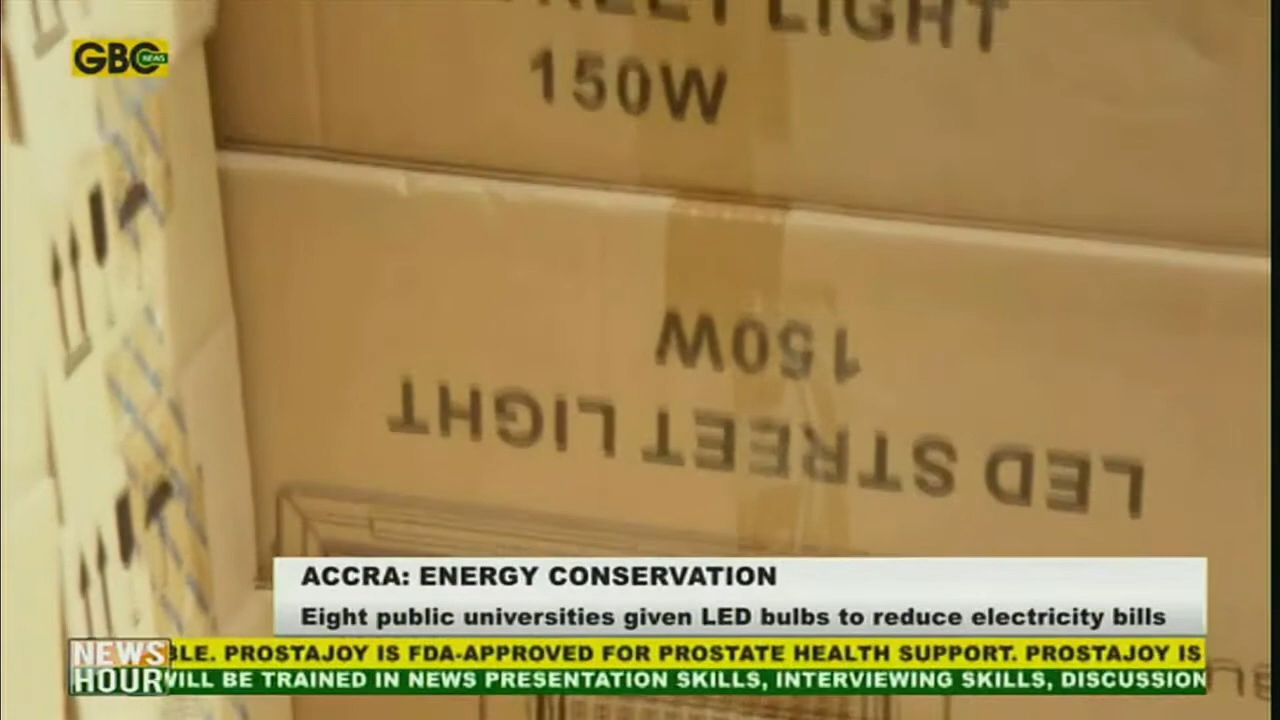 STREET LIGHT
150W
GBC NEWS
150W
LED STREET LIGHT
ACCRA: ENERGY CONSERVATION
Eight public universities given LED bulbs to reduce electricity bills
NEWS HOUR
BLE. PROSTAJOY IS FDA-APPROVED FOR PROSTATE HEALTH SUPPORT. PROSTAJOY IS
WILL BE TRAINED IN NEWS PRESENTATION SKILLS, INTERVIEWING SKILLS, DISCUSSION